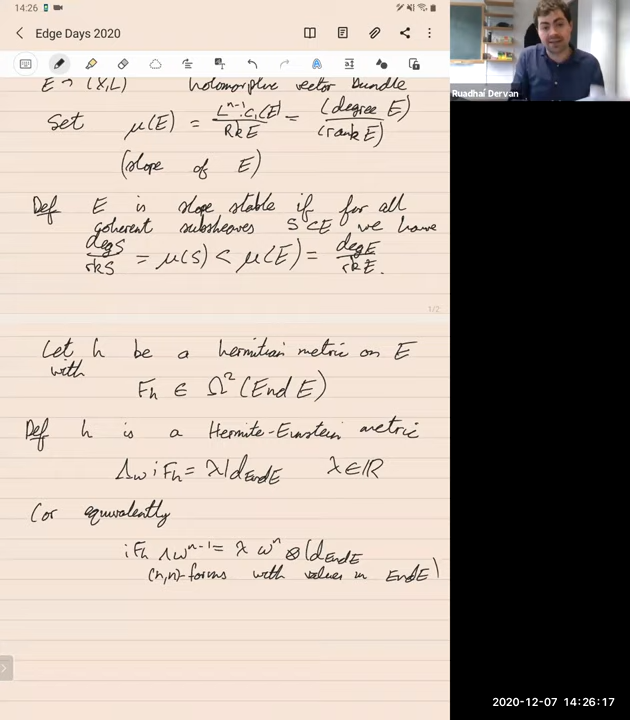 14:26
Edge Days 2020
E → (X,L) holomorphic vector bundle
Set μ(E) = L^{n-1}.c₁(E) / Rk E = (degree E) / (rank E)
(slope of E)
Def E is slope stable if for all
coherent subsheaves S⊂E we have
deg S / rk S = μ(S) < μ(E) = deg E / rk E.
1/2
Let h be a hermitian metric on E
with
F_h ∈ Ω²(End E)
Def h is a Hermite-Einstein metric
Λ_ω iF_h = λ Id_{End E} λ∈ℝ
(or equivalently
iF_h ∧ ω^{n-1} = λ ω^n ⊗ Id_{End E}
(n,n)-forms with values in End E)
Ruadhaí Dervan
2020-12-07 14:26:17